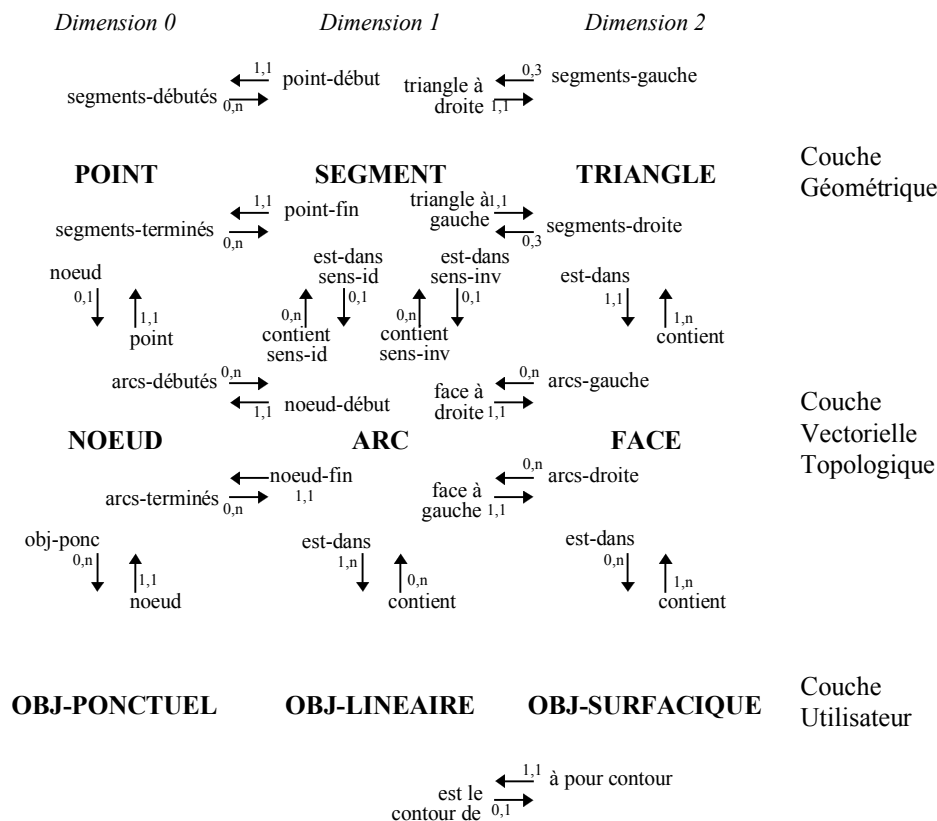 Dimension 0 Dimension 1 Dimension 2
1,1 point-début triangle à 0,3 segments-gauche
segments-débutés 0,n droite 1,1
POINT SEGMENT TRIANGLE
Couche
Géométrique
1,1 point-fin triangle à 1,1
segments-terminés 0,n gauche 0,3 segments-droite
noeud est-dans est-dans est-dans
sens-id sens-inv
0,1 0,1 0,1 1,1
1,1 0,n 0,n 1,n
point contient contient contient
sens-id sens-inv
arcs-débutés 0,n face à 0,n arcs-gauche
1,1 noeud-début droite 1,1
NOEUD ARC FACE
Couche
Vectorielle
Topologique
noeud-fin 0,n arcs-droite
arcs-terminés 0,n 1,1 face à
gauche 1,1
obj-ponc est-dans est-dans
0,n 1,n 0,n
1,1 0,n 1,n
noeud contient contient
OBJ-PONCTUEL OBJ-LINEAIRE OBJ-SURFACIQUE
Couche
Utilisateur
1,1 à pour contour
est le
contour de 0,1